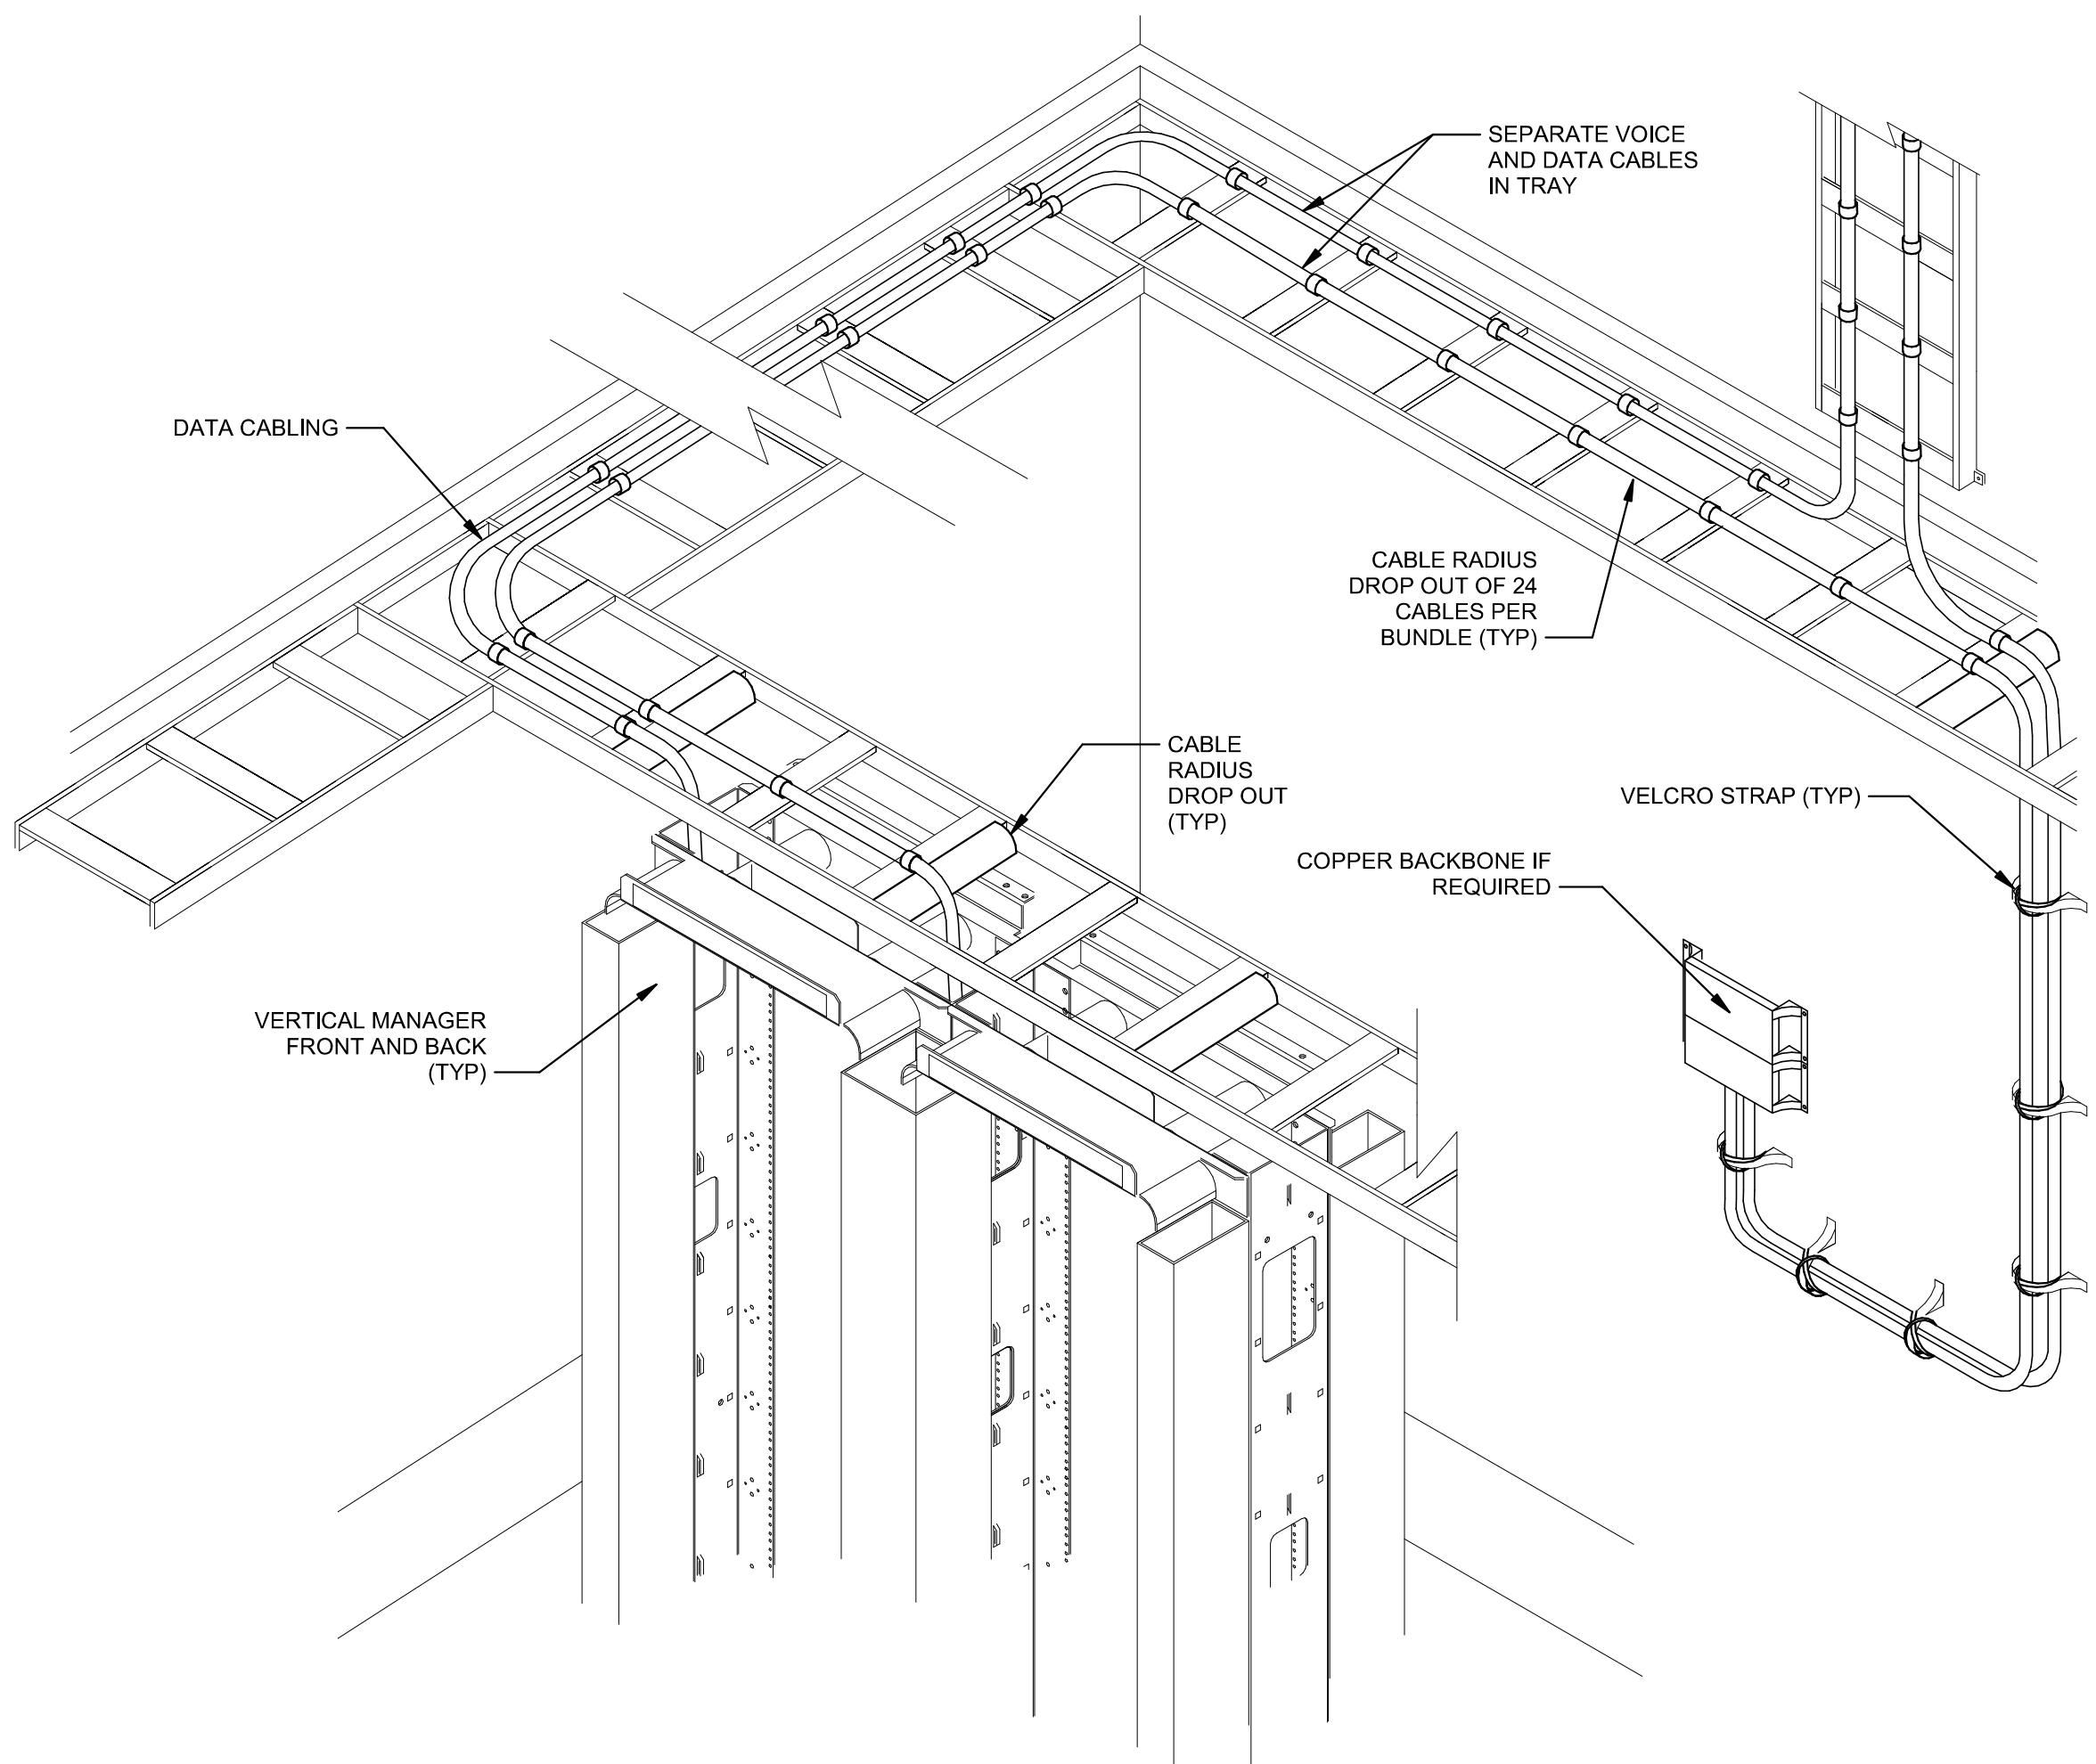 SEPARATE VOICE
AND DATA CABLES
IN TRAY
DATA CABLING
CABLE RADIUS
DROP OUT OF 24
CABLES PER
BUNDLE (TYP)
CABLE
RADIUS
DROP OUT
(TYP)
VELCRO STRAP (TYP)
COPPER BACKBONE IF
REQUIRED
VERTICAL MANAGER
FRONT AND BACK
(TYP)